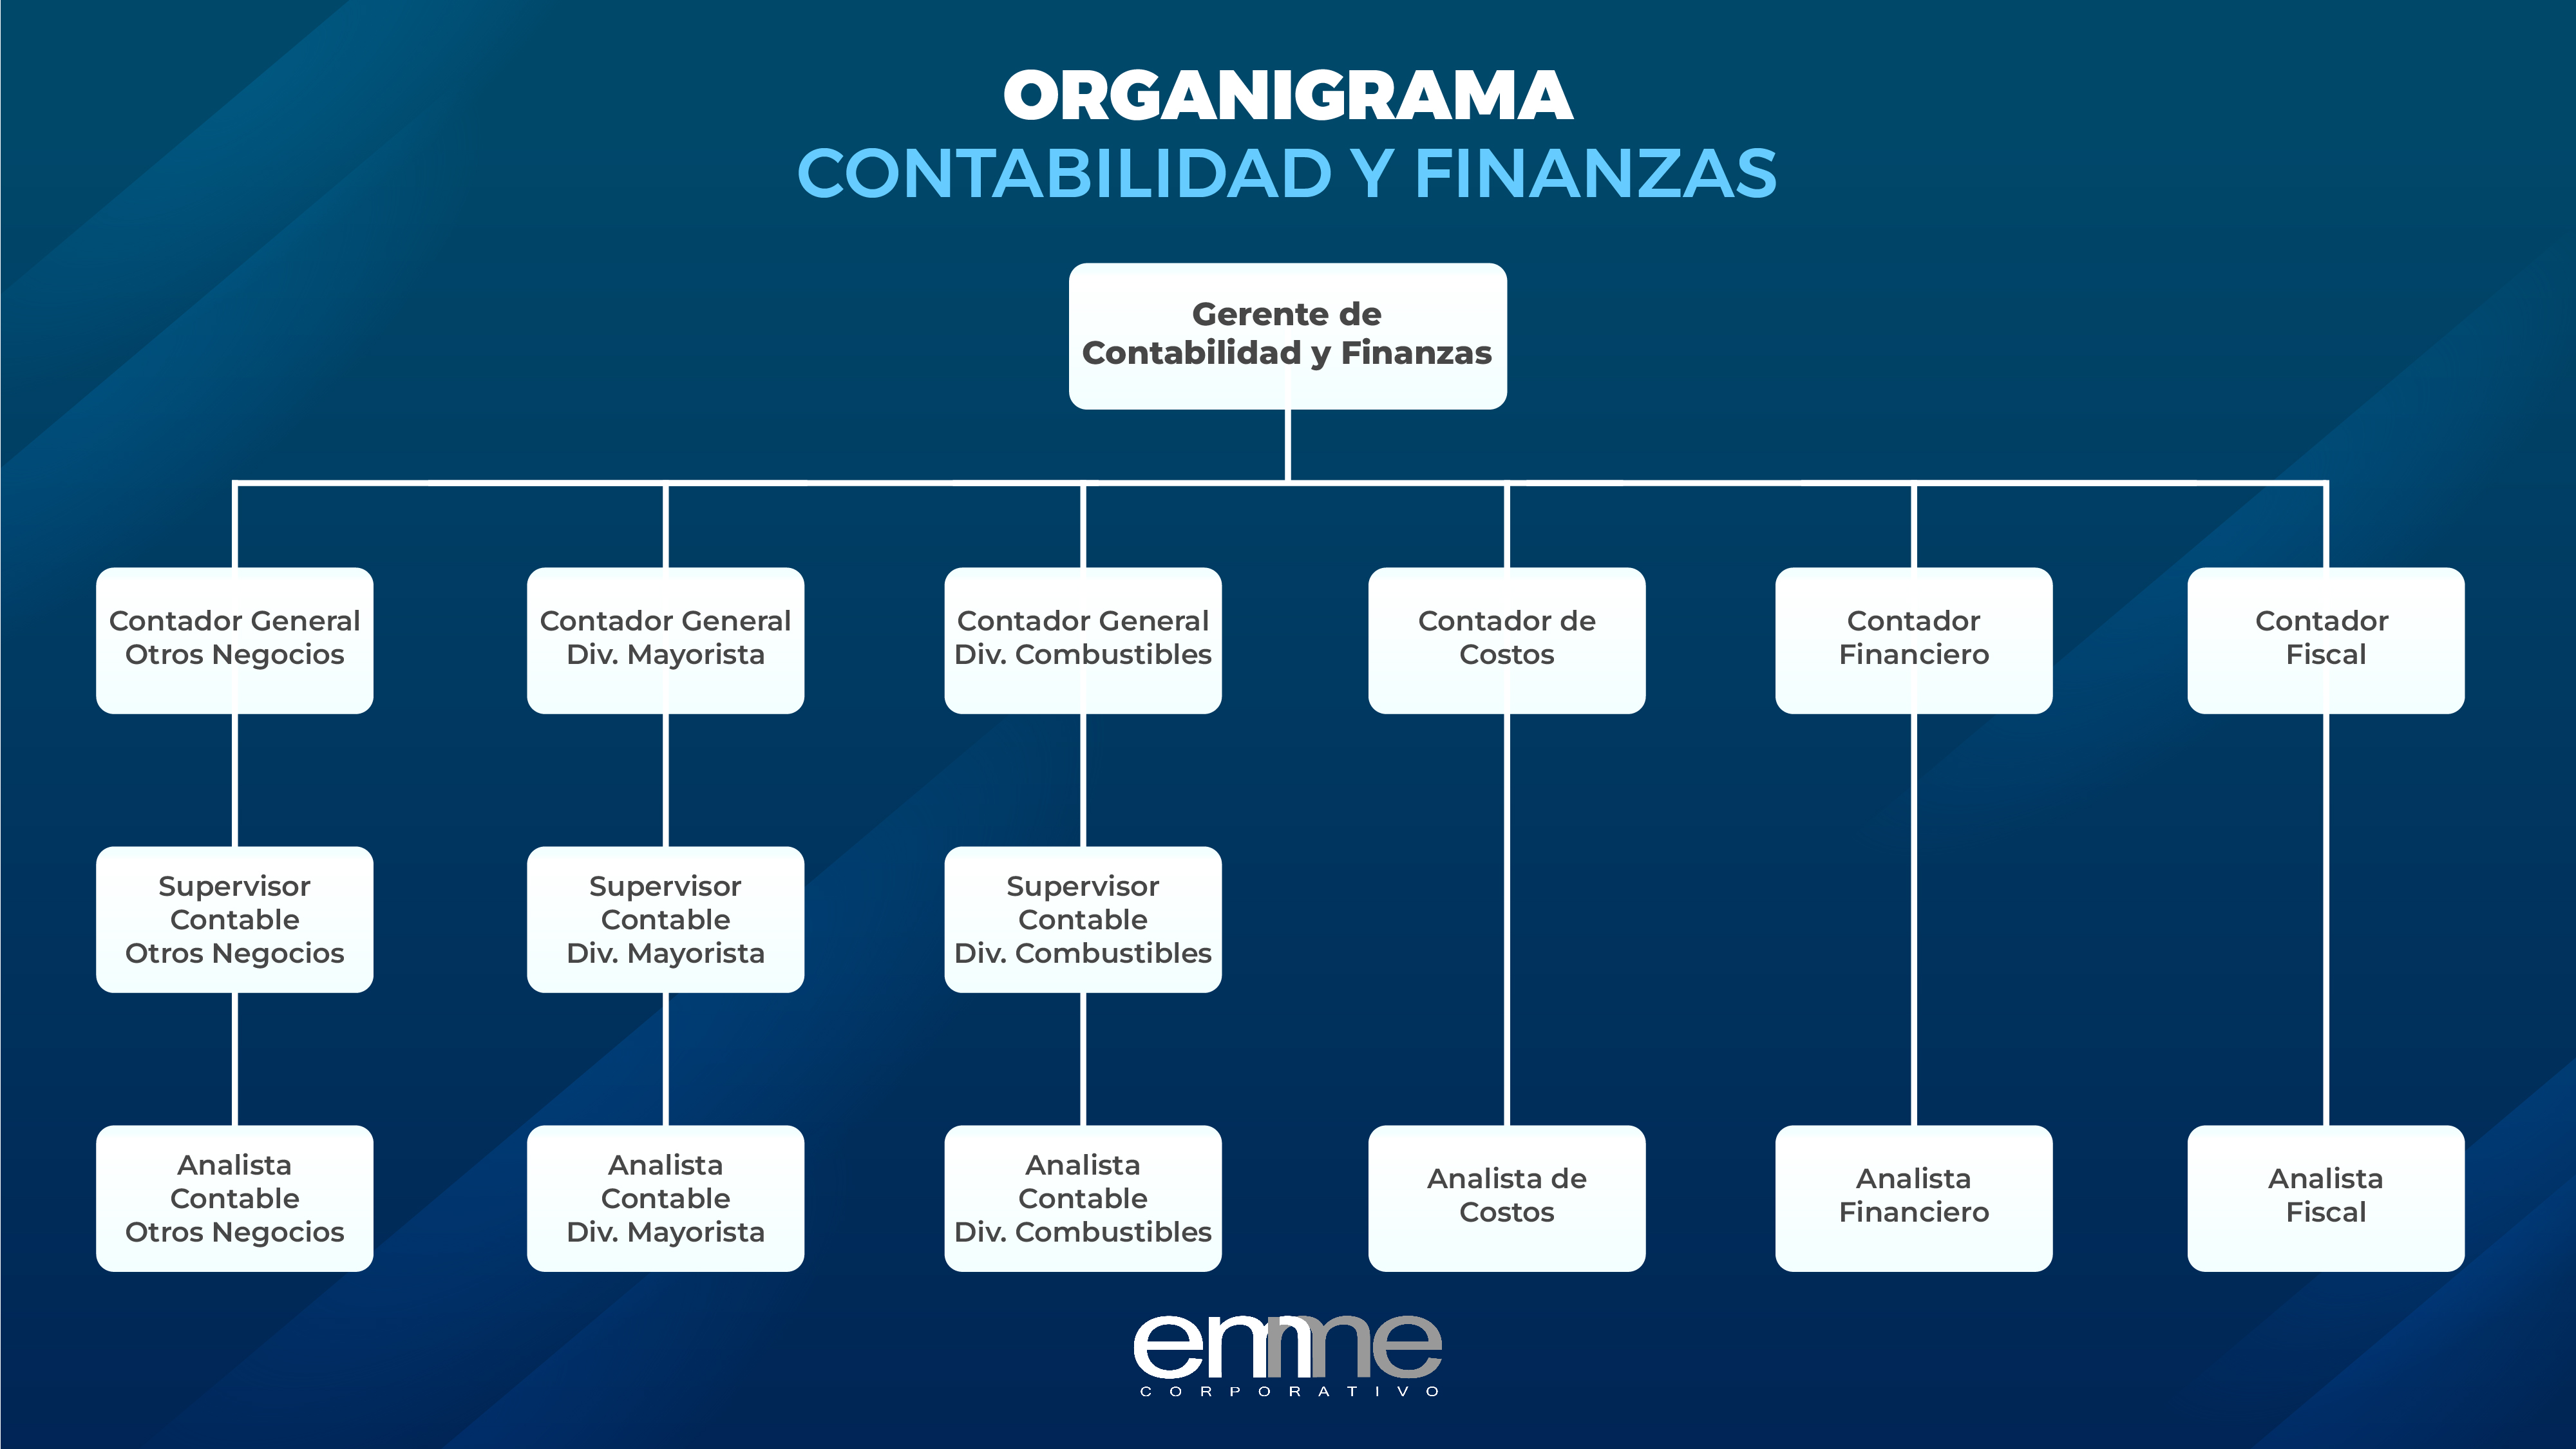 ORGANIGRAMA
CONTABILIDAD Y FINANZAS
Gerente de
Contabilidad y Finanzas
Contador General
Otros Negocios
Contador General
Div. Mayorista
Contador General
Div. Combustibles
Contador de
Costos
Contador
Financiero
Contador
Fiscal
Supervisor
Contable
Otros Negocios
Supervisor
Contable
Div. Mayorista
Supervisor
Contable
Div. Combustibles
Analista
Contable
Otros Negocios
Analista
Contable
Div. Mayorista
Analista
Contable
Div. Combustibles
Analista de
Costos
Analista
Financiero
Analista
Fiscal
emme
CORPORATIVO